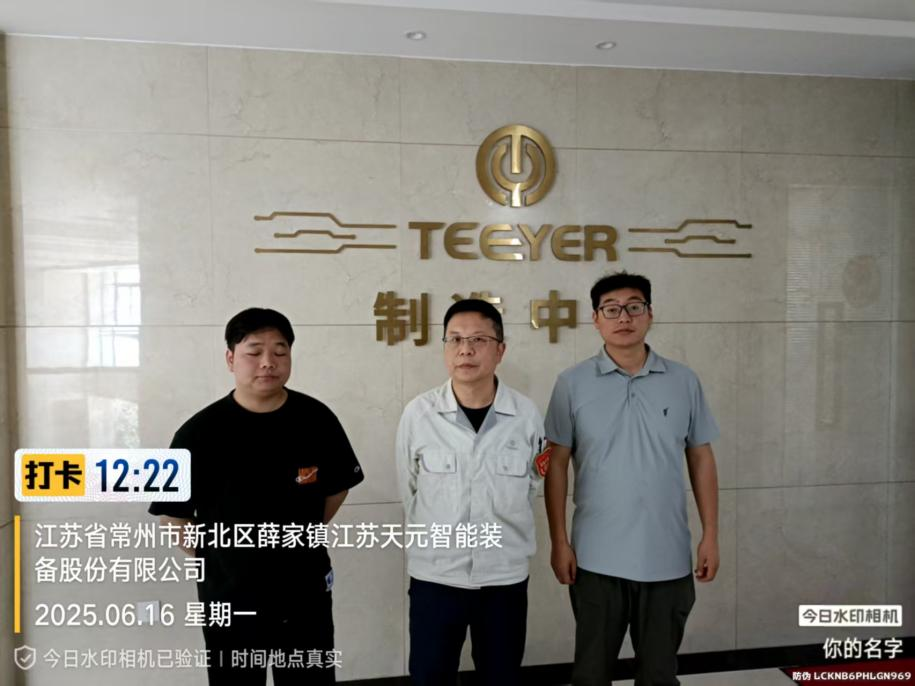 TEEYER
制造中
打卡 12:22
江苏省常州市新北区薛家镇江苏天元智能装
备股份有限公司
2025.06.16 星期一
今日水印相机已验证 | 时间地点真实
今日水印相机
你的名字
防伪 LCKNB6PHLGN969